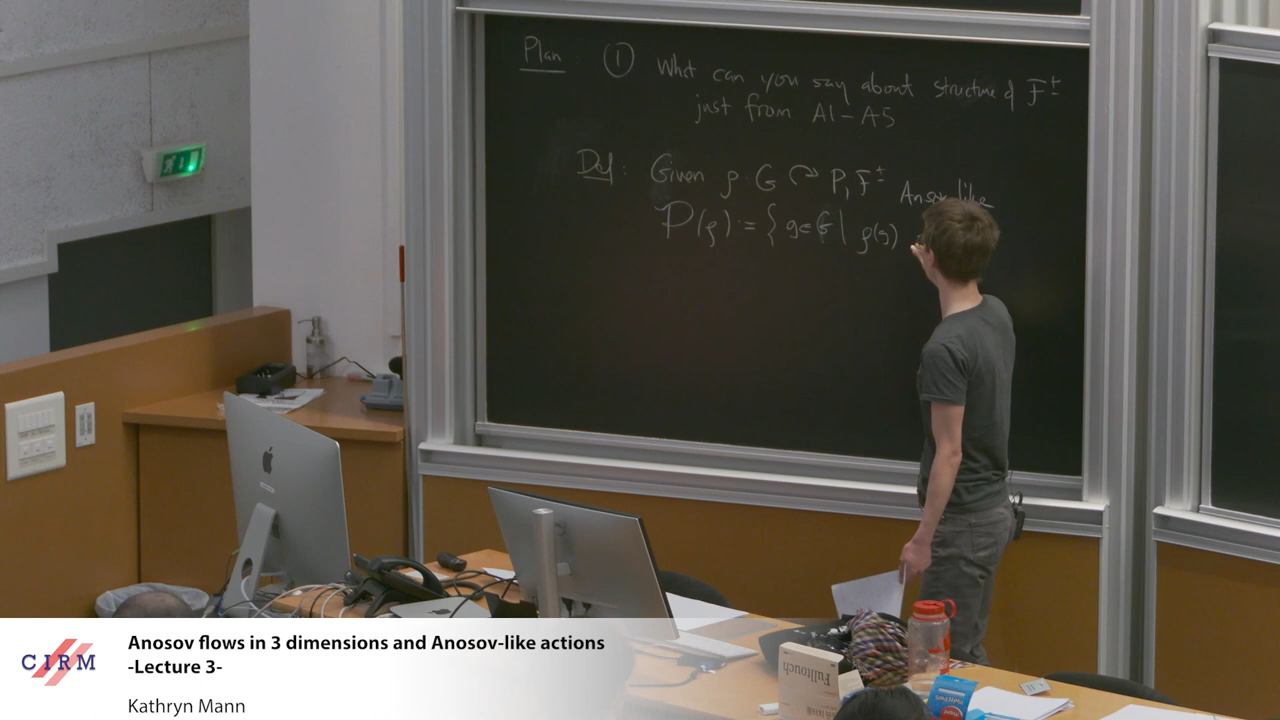 Plan: ① What can you say about structure of F±
just from A1-A5
Def: Given ρ: G ↷ P, F± Anosov like
P(ρ) := { g∈G | ρ(g)
CIRM
Anosov flows in 3 dimensions and Anosov-like actions
-Lecture 3-
Kathryn Mann
Fulltouch